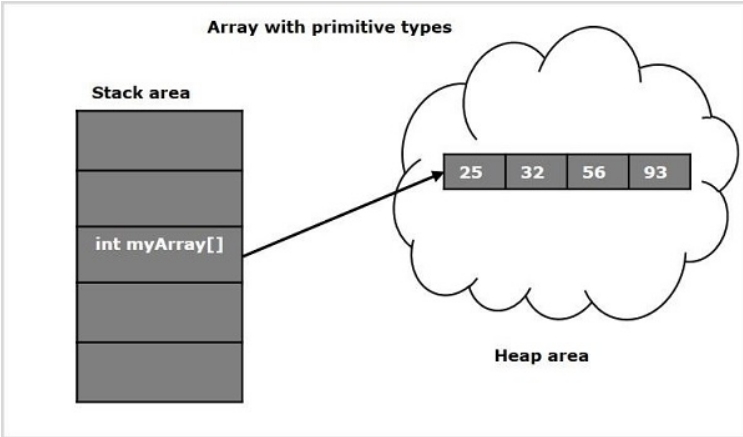 Array with primitive types
Stack area
int myArray[]
25 32 56 93
Heap area